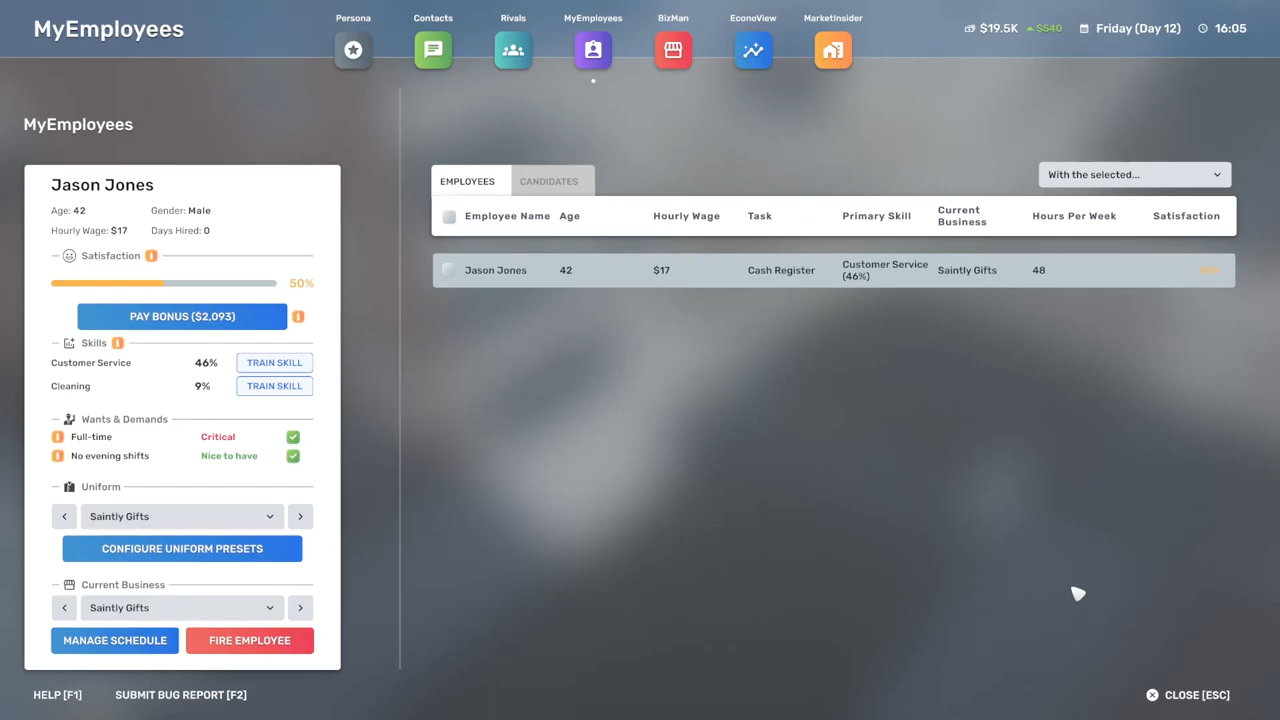 MyEmployees
Persona
Contacts
Rivals
MyEmployees
BizMan
EconoView
MarketInsider
$19.5K
$540
Friday (Day 12)
16:05
MyEmployees
Jason Jones
Age: 42
Gender: Male
Hourly Wage: $17
Days Hired: 0
Satisfaction
50%
PAY BONUS ($2,093)
Skills
Customer Service 46% TRAIN SKILL
Cleaning 9% TRAIN SKILL
Wants & Demands
Full-time Critical
No evening shifts Nice to have
Uniform
Saintly Gifts
CONFIGURE UNIFORM PRESETS
Current Business
Saintly Gifts
MANAGE SCHEDULE
FIRE EMPLOYEE
EMPLOYEES
CANDIDATES
With the selected...
Employee Name
Age
Hourly Wage
Task
Primary Skill
Current
Business
Hours Per Week
Satisfaction
Jason Jones
42
$17
Cash Register
Customer Service
(46%)
Saintly Gifts
48
HELP [F1]
SUBMIT BUG REPORT [F2]
CLOSE [ESC]